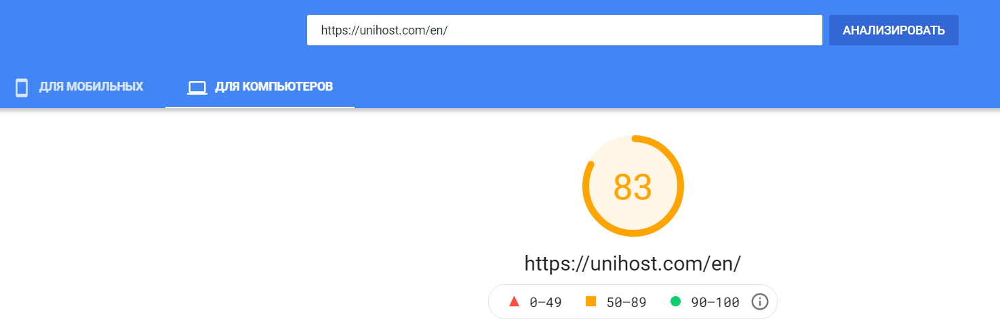 https://unihost.com/en/
АНАЛИЗИРОВАТЬ
ДЛЯ МОБИЛЬНЫХ
ДЛЯ КОМПЬЮТЕРОВ
83
https://unihost.com/en/
0–49
50–89
90–100